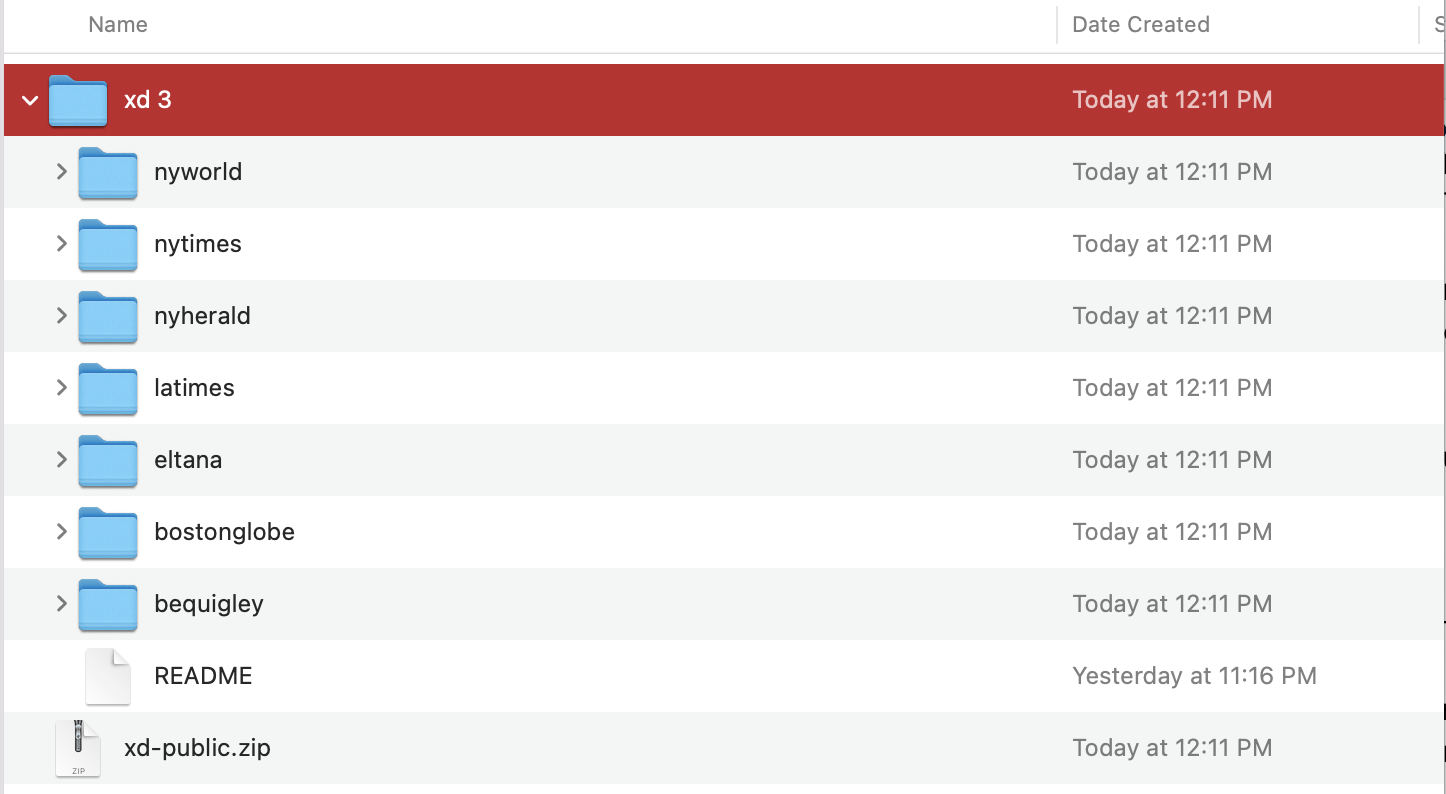 Name Date Created S
xd 3 Today at 12:11 PM
nyworld Today at 12:11 PM
nytimes Today at 12:11 PM
nyherald Today at 12:11 PM
latimes Today at 12:11 PM
eltana Today at 12:11 PM
bostonglobe Today at 12:11 PM
bequigley Today at 12:11 PM
README Yesterday at 11:16 PM
xd-public.zip Today at 12:11 PM
ZIP